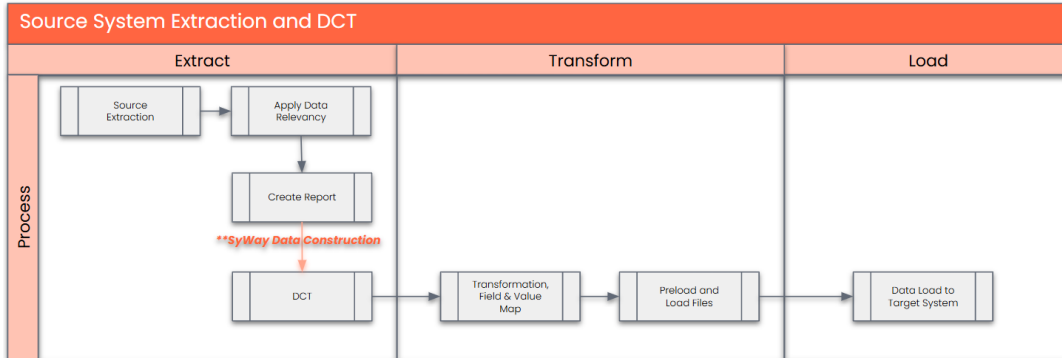 Source System Extraction and DCT
Extract
Transform
Load
Process
Source
Extraction
Apply Data
Relevancy
Create Report
**SyWay Data Construction
DCT
Transformation,
Field & Value
Map
Preload and
Load Files
Data Load to
Target System